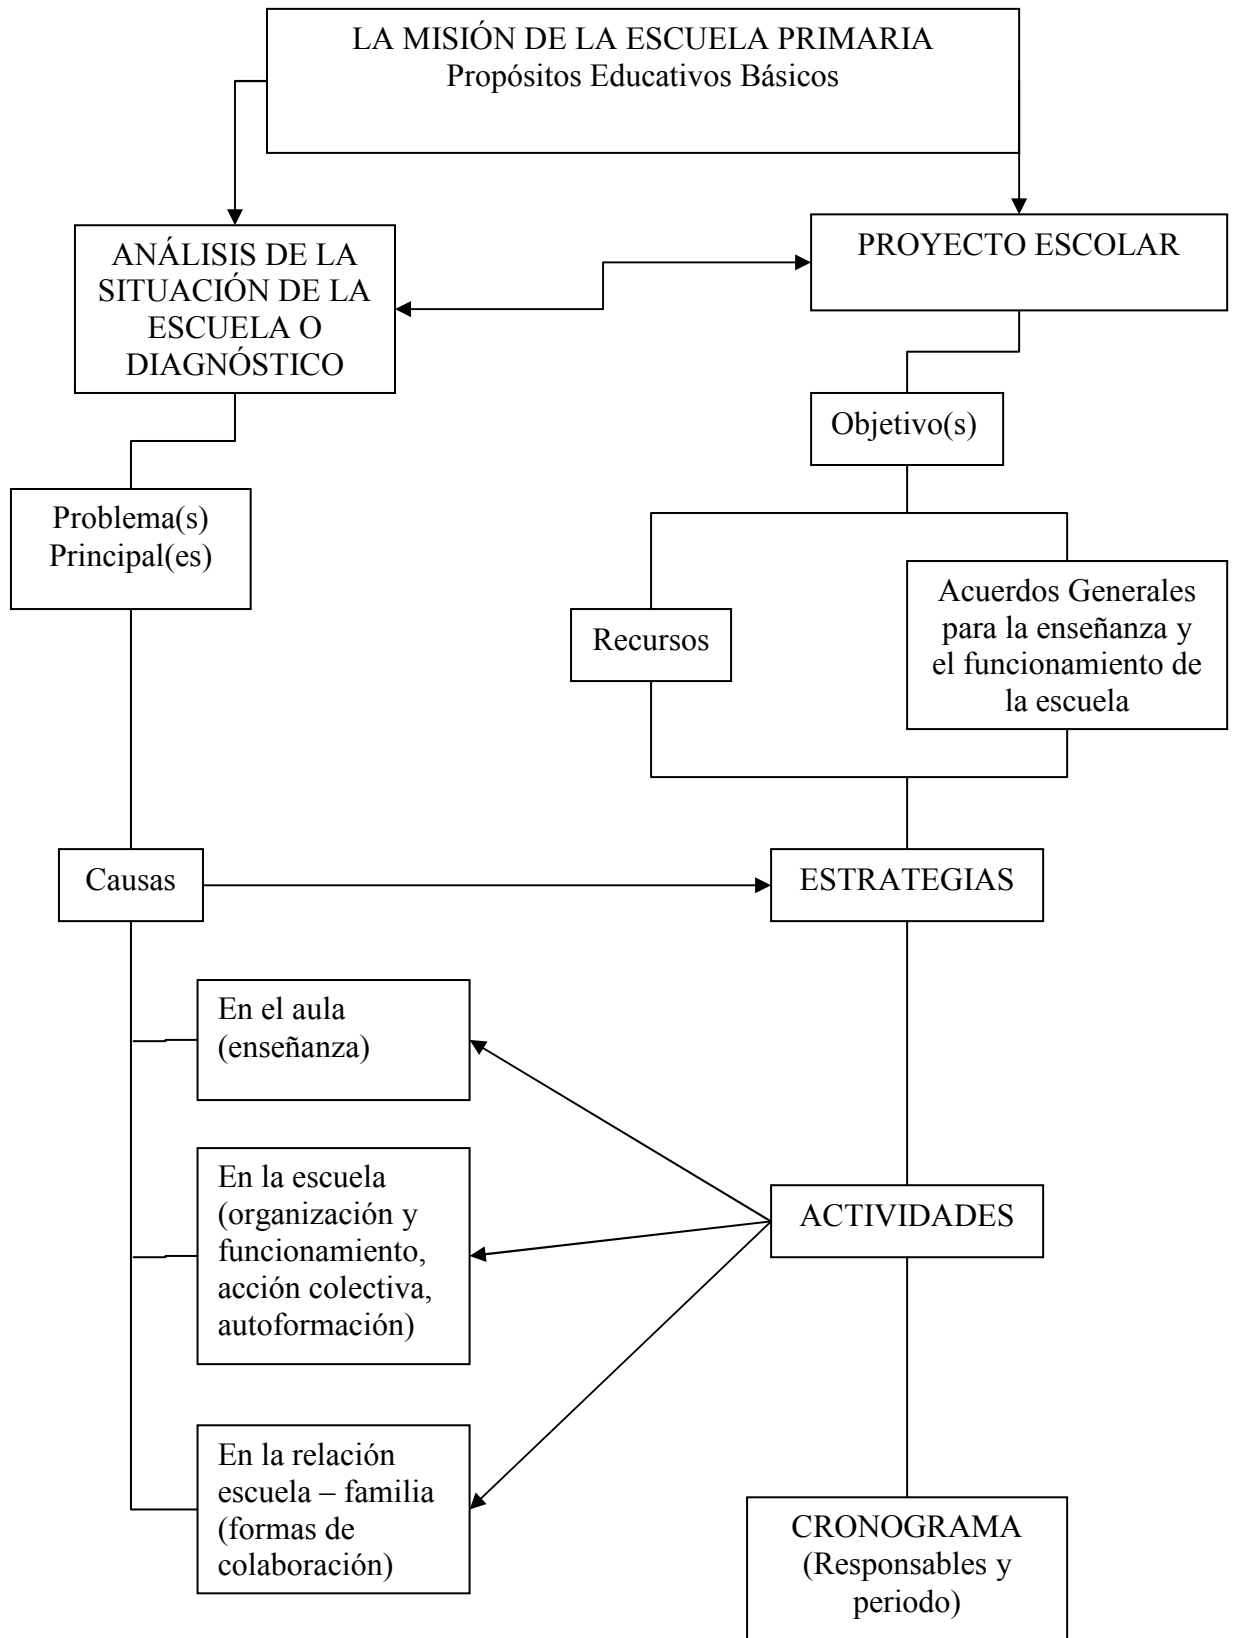 LA MISIÓN DE LA ESCUELA PRIMARIA
Propósitos Educativos Básicos
ANÁLISIS DE LA
SITUACIÓN DE LA
ESCUELA O
DIAGNÓSTICO
PROYECTO ESCOLAR
Objetivo(s)
Problema(s)
Principal(es)
Recursos
Acuerdos Generales
para la enseñanza y
el funcionamiento de
la escuela
Causas
ESTRATEGIAS
En el aula
(enseñanza)
En la escuela
(organización y
funcionamiento,
acción colectiva,
autoformación)
ACTIVIDADES
En la relación
escuela – familia
(formas de
colaboración)
CRONOGRAMA
(Responsables y
periodo)